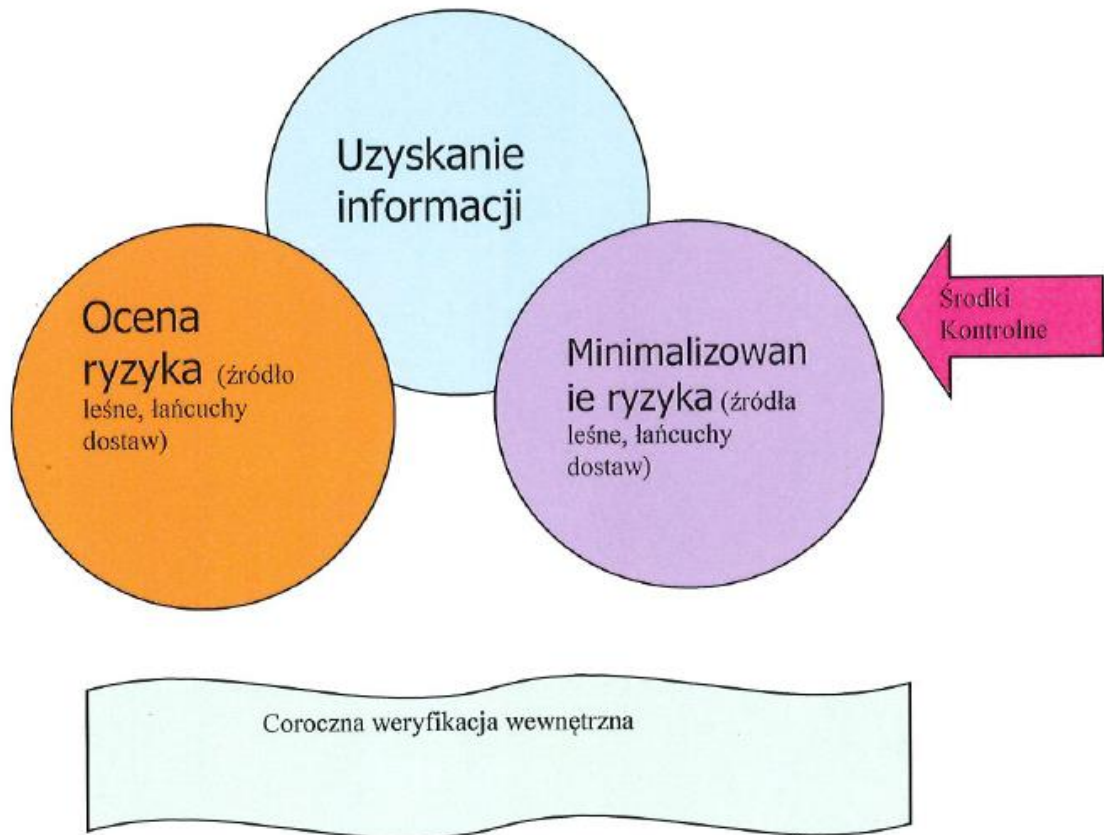 Uzyskanie
informacji
Ocena
ryzyka (źródło
leśne, łańcuchy
dostaw)
Minimalizowan
ie ryzyka (źródła
leśne, łańcuchy
dostaw)
Środki
Kontrolne
Coroczna weryfikacja wewnętrzna